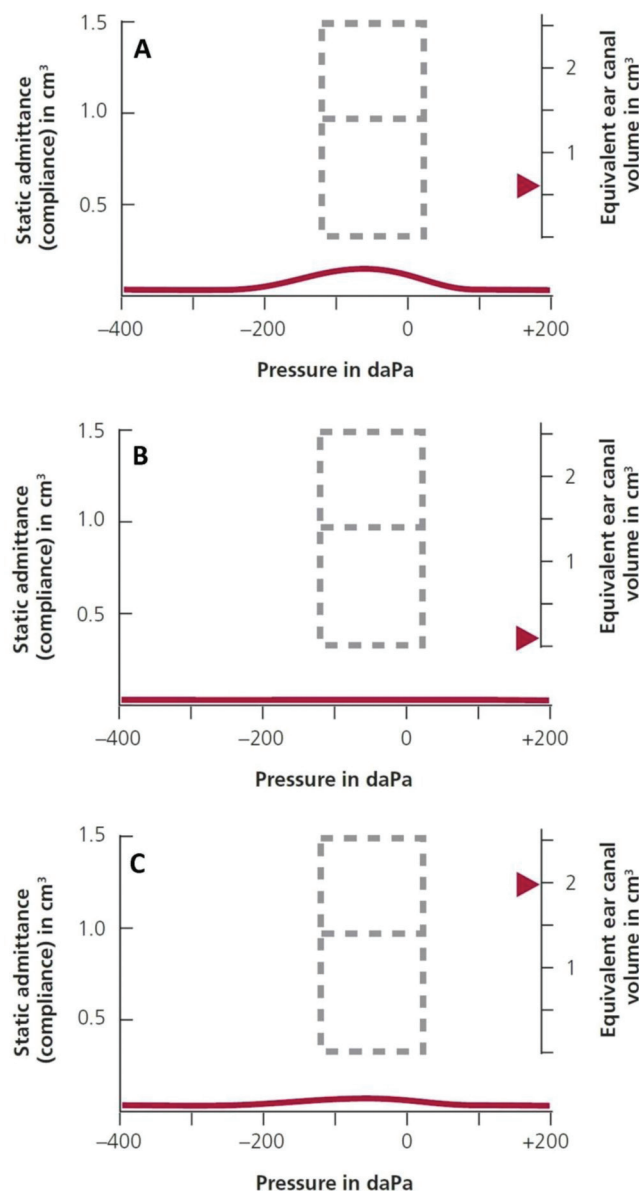 A
Static admittance
(compliance) in cm³
1.5
1.0
0.5
2
1
Equivalent ear canal
volume in cm³
−400
−200
0
+200
Pressure in daPa
B
Static admittance
(compliance) in cm³
1.5
1.0
0.5
2
1
Equivalent ear canal
volume in cm³
−400
−200
0
+200
Pressure in daPa
C
Static admittance
(compliance) in cm³
1.5
1.0
0.5
2
1
Equivalent ear canal
volume in cm³
−400
−200
0
+200
Pressure in daPa